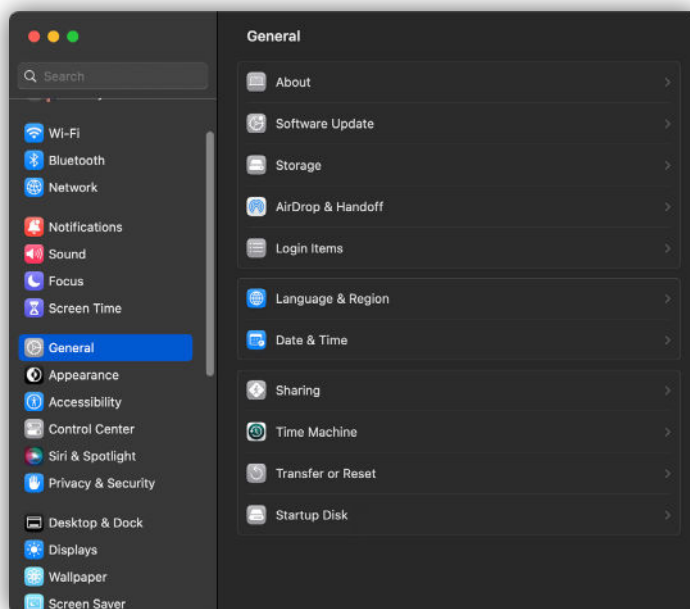 Search
Wi-Fi
Bluetooth
Network
Notifications
Sound
Focus
Screen Time
General
Appearance
Accessibility
Control Center
Siri & Spotlight
Privacy & Security
Desktop & Dock
Displays
Wallpaper
Screen Saver
General
About
Software Update
Storage
AirDrop & Handoff
Login Items
Language & Region
Date & Time
Sharing
Time Machine
Transfer or Reset
Startup Disk